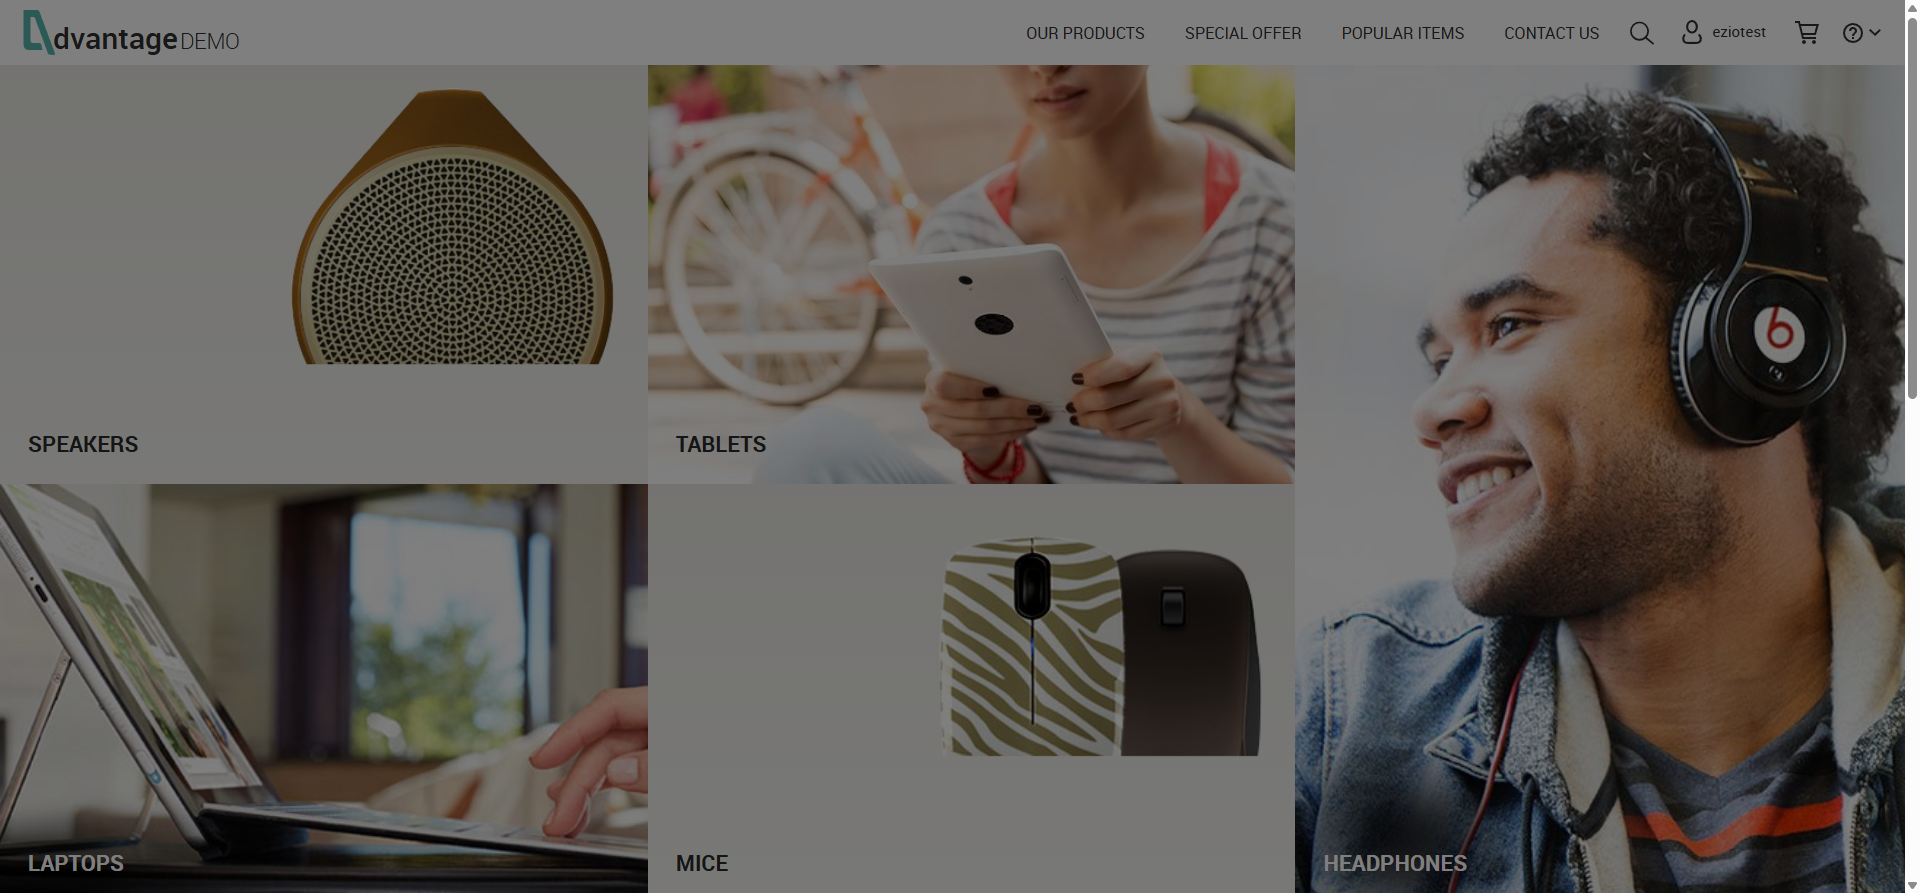 dvantage DEMO
OUR PRODUCTS
SPECIAL OFFER
POPULAR ITEMS
CONTACT US
eziotest
SPEAKERS
TABLETS
LAPTOPS
MICE
HEADPHONES